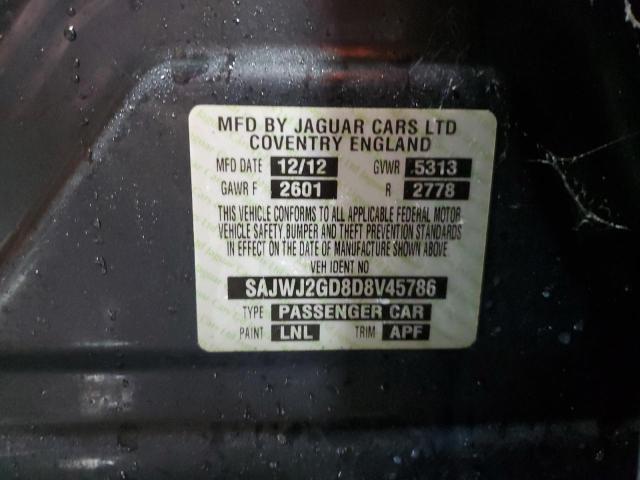 MFD BY JAGUAR CARS LTD
COVENTRY ENGLAND
MFD DATE 12/12 GVWR 5313
GAWR F 2601 R 2778
THIS VEHICLE CONFORMS TO ALL APPLICABLE FEDERAL MOTOR
VEHICLE SAFETY, BUMPER AND THEFT PREVENTION STANDARDS
IN EFFECT ON THE DATE OF MANUFACTURE SHOWN ABOVE
VEH IDENT NO
SAJWJ2GD8D8V45786
TYPE PASSENGER CAR
PAINT LNL TRIM APF